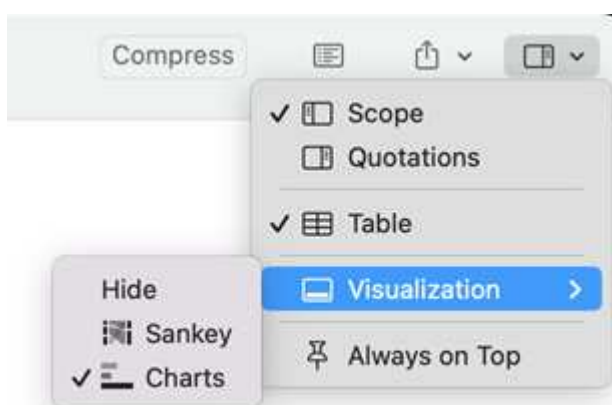 Compress
Scope
Quotations
Table
Visualization
Hide
Sankey
Charts
Always on Top